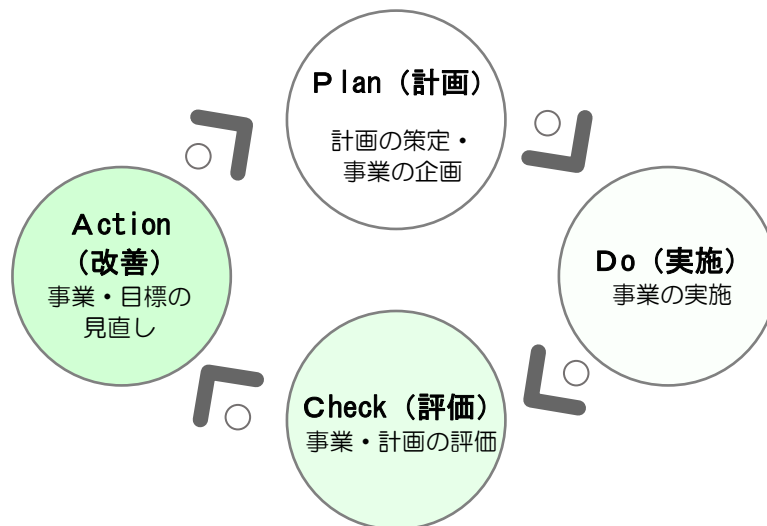 Plan（計画）
計画の策定・
事業の企画
Do（実施）
事業の実施
Check（評価）
事業・計画の評価
Action
（改善）
事業・目標の
見直し